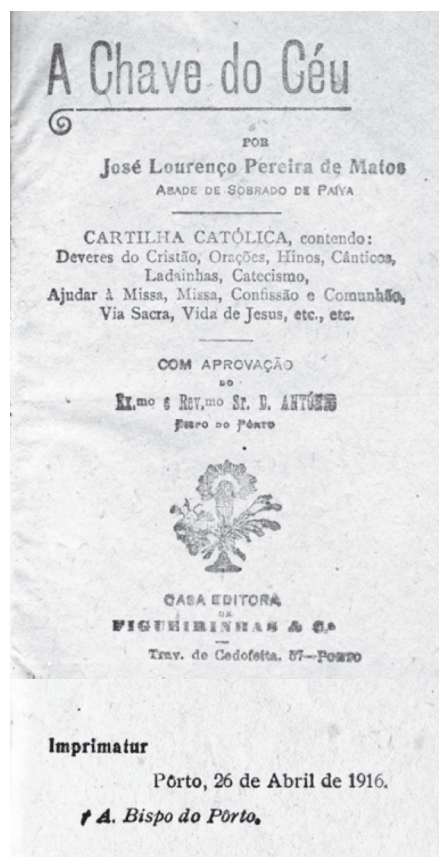 A Chave do Céu
POR
José Lourenço Pereira de Matos
ABADE DE SOBRADO DE PAIVA
CARTILHA CATÓLICA, contendo:
Deveres do Cristão, Orações, Hinos, Cânticos,
Ladainhas, Catecismo,
Ajudar à Missa, Missa, Confissão e Comunhão,
Via Sacra, Vida de Jesus, etc., etc.
COM APROVAÇÃO
DO
Ex.mo e Rev.mo Sr. D. ANTÓNIO
BISPO DO PÔRTO
CASA EDITORA
DE
FIGUEIRINHAS & C.ª
Trav. de Cedofeita, 57—PORTO
Imprimatur
Pôrto, 26 de Abril de 1916.
† A. Bispo do Pôrto.